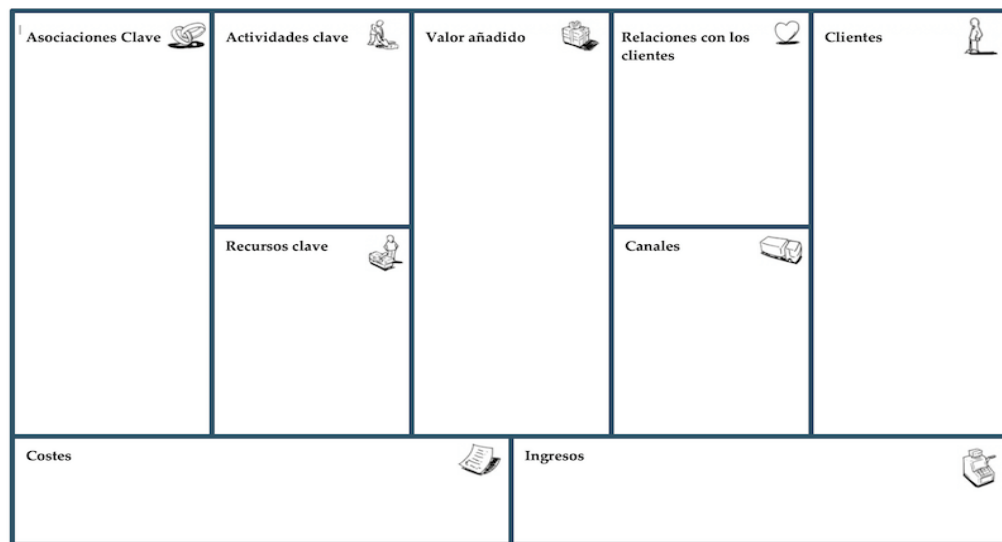 Asociaciones Clave
Actividades clave
Valor añadido
Relaciones con los
clientes
Clientes
Recursos clave
Canales
Costes
Ingresos